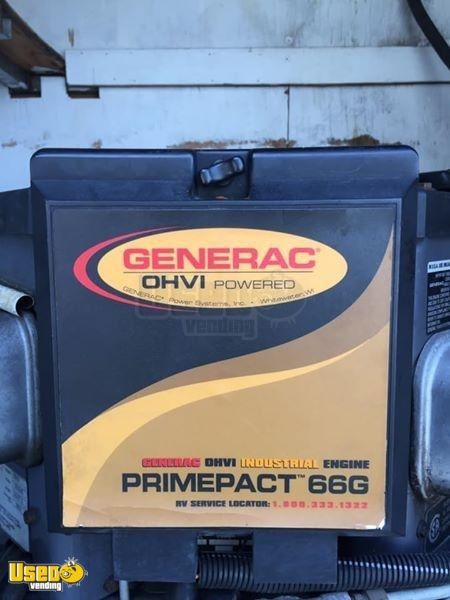 GENERAC®
OHVI POWERED
GENERAC® Power Systems, Inc. • Whitewater, WI
GENERAC OHVI INDUSTRIAL ENGINE
PRIMEPACT™ 66G
RV SERVICE LOCATOR: 1.800.333.1322
USED vending